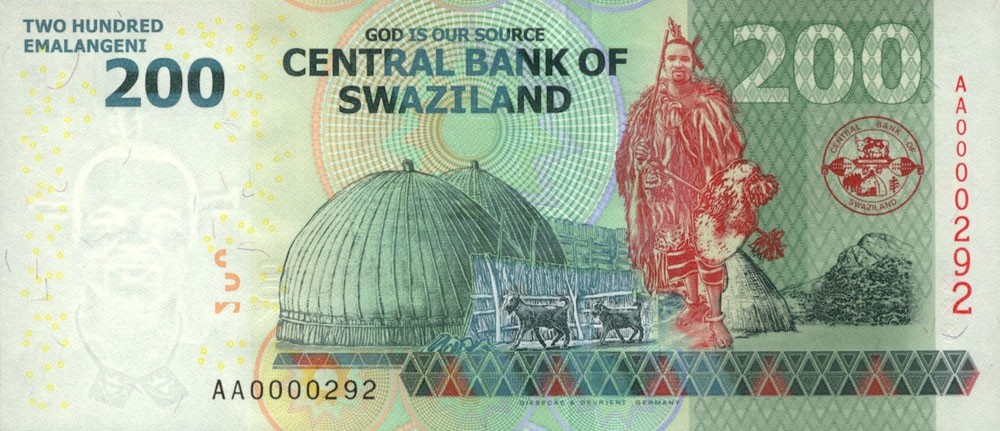 TWO HUNDRED
EMALANGENI
200
GOD IS OUR SOURCE
CENTRAL BANK OF
SWAZILAND
200
AA0000292
CENTRAL BANK OF
SWAZILAND
AA0000292
GIESECKE & DEVRIENT GERMANY